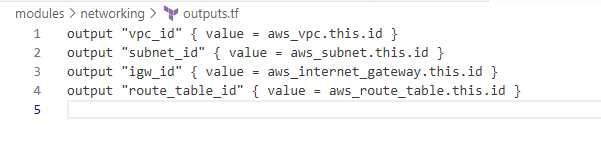 modules > networking > outputs.tf
1 output "vpc_id" { value = aws_vpc.this.id }
2 output "subnet_id" { value = aws_subnet.this.id }
3 output "igw_id" { value = aws_internet_gateway.this.id }
4 output "route_table_id" { value = aws_route_table.this.id }
5